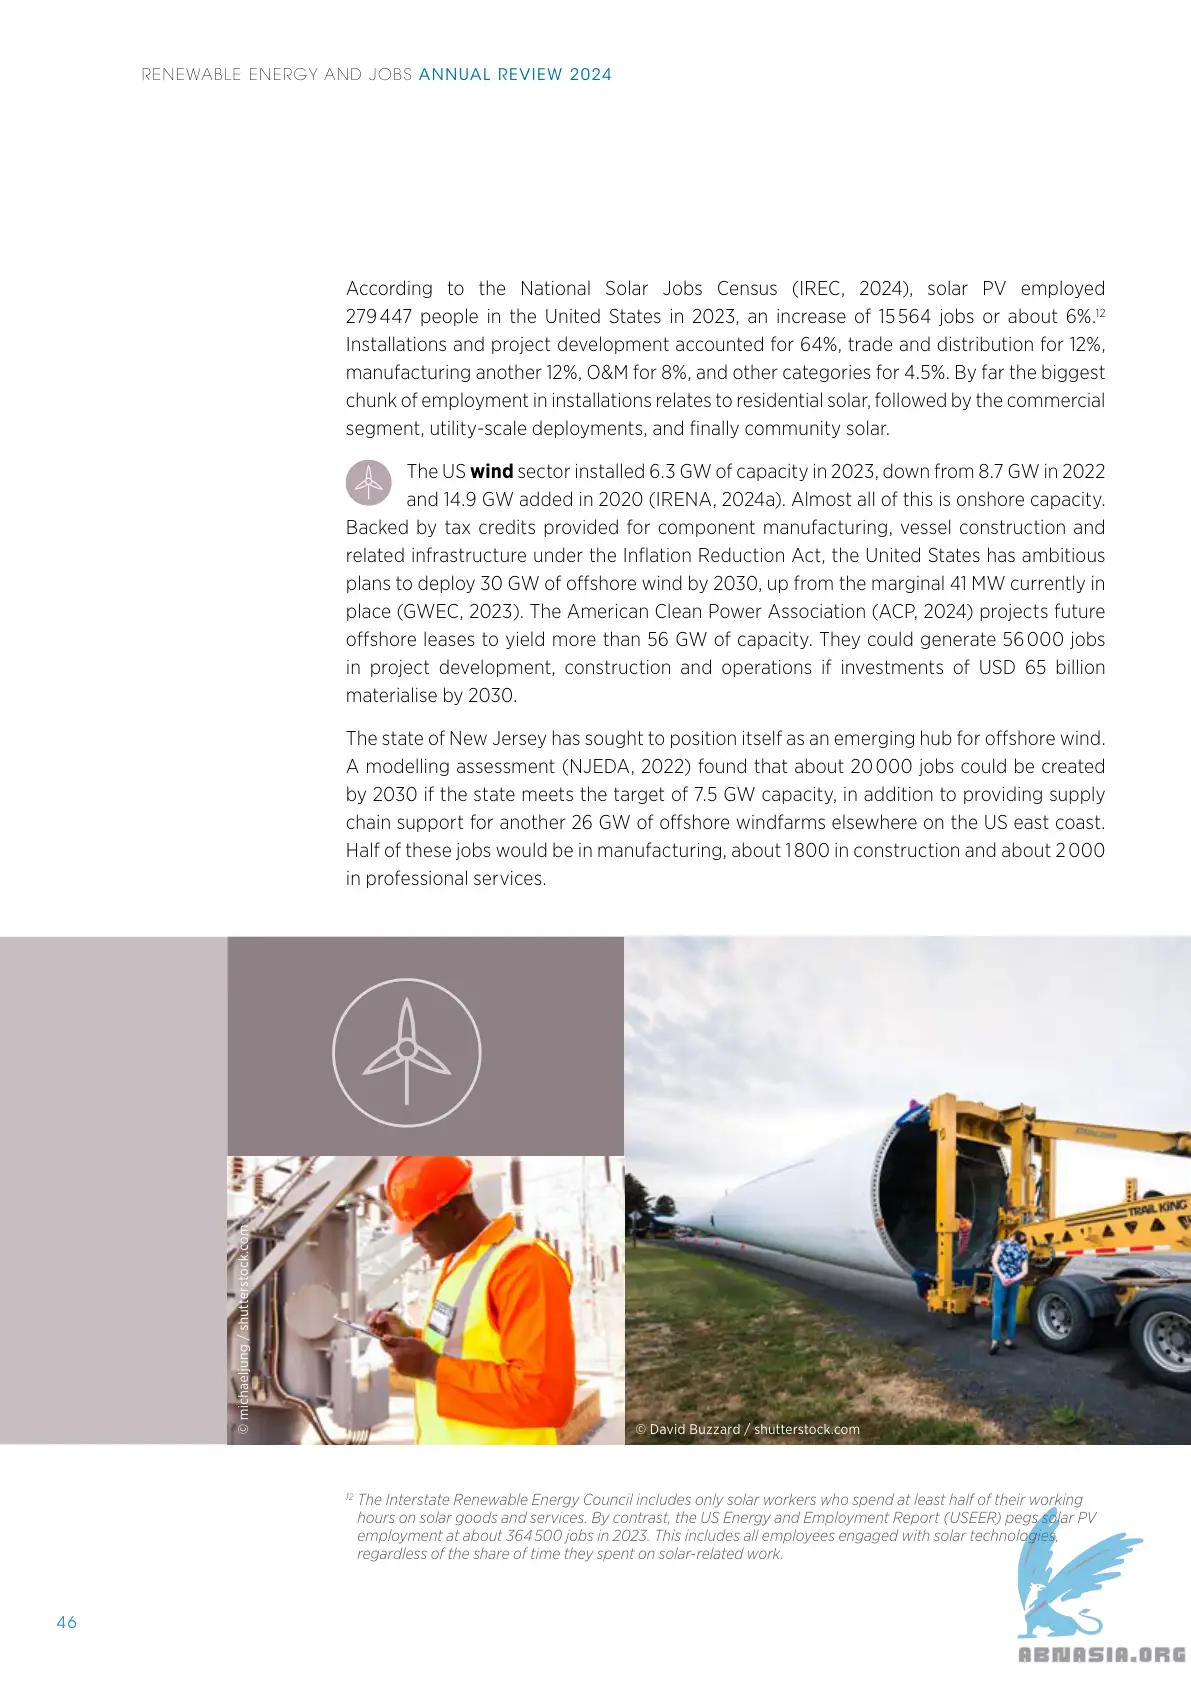 RENEWABLE ENERGY AND JOBS ANNUAL REVIEW 2024
According to the National Solar Jobs Census (IREC, 2024), solar PV employed
279 447 people in the United States in 2023, an increase of 15 564 jobs or about 6%.12
Installations and project development accounted for 64%, trade and distribution for 12%,
manufacturing another 12%, O&M for 8%, and other categories for 4.5%. By far the biggest
chunk of employment in installations relates to residential solar, followed by the commercial
segment, utility-scale deployments, and finally community solar.
The US wind sector installed 6.3 GW of capacity in 2023, down from 8.7 GW in 2022
and 14.9 GW added in 2020 (IRENA, 2024a). Almost all of this is onshore capacity.
Backed by tax credits provided for component manufacturing, vessel construction and
related infrastructure under the Inflation Reduction Act, the United States has ambitious
plans to deploy 30 GW of offshore wind by 2030, up from the marginal 41 MW currently in
place (GWEC, 2023). The American Clean Power Association (ACP, 2024) projects future
offshore leases to yield more than 56 GW of capacity. They could generate 56 000 jobs
in project development, construction and operations if investments of USD 65 billion
materialise by 2030.
The state of New Jersey has sought to position itself as an emerging hub for offshore wind.
A modelling assessment (NJEDA, 2022) found that about 20 000 jobs could be created
by 2030 if the state meets the target of 7.5 GW capacity, in addition to providing supply
chain support for another 26 GW of offshore windfarms elsewhere on the US east coast.
Half of these jobs would be in manufacturing, about 1 800 in construction and about 2 000
in professional services.
© michaeljung / shutterstock.com
TRAIL KING
© David Buzzard / shutterstock.com
12 The Interstate Renewable Energy Council includes only solar workers who spend at least half of their working
hours on solar goods and services. By contrast, the US Energy and Employment Report (USEER) pegs solar PV
employment at about 364 500 jobs in 2023. This includes all employees engaged with solar technologies,
regardless of the share of time they spent on solar-related work.
46
ABNASIA.ORG